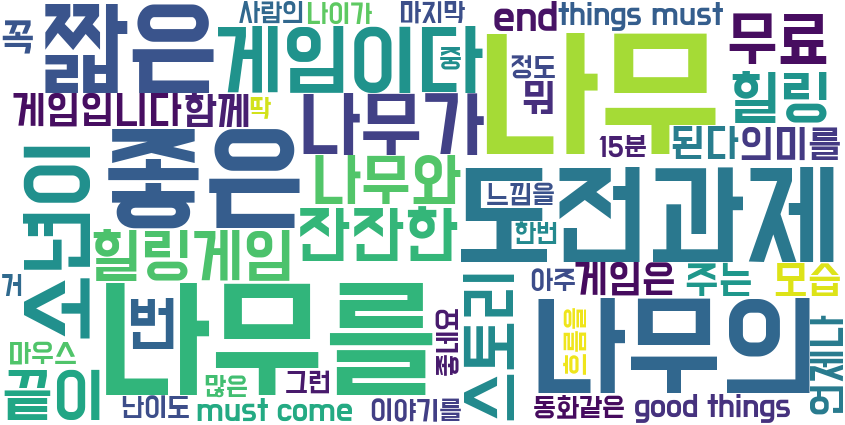 사람의
나이가
마지막
end
things must
꼭
짧은
게임이다
중
나무
무료
정도
뭐
힐링
게임입니다
함께
딱
나무가
15분
된다
의미를
소년이
좋은
나무와
느낌을
도전과제
잔잔한
한번
힐링게임
거
번
나무를
스토리
아주
게임은
주는
모습
나무의
흐름을
언제나
좋네요
마우스
끝이
많은
그런
난이도
must come
이야기를
동화같은
good things